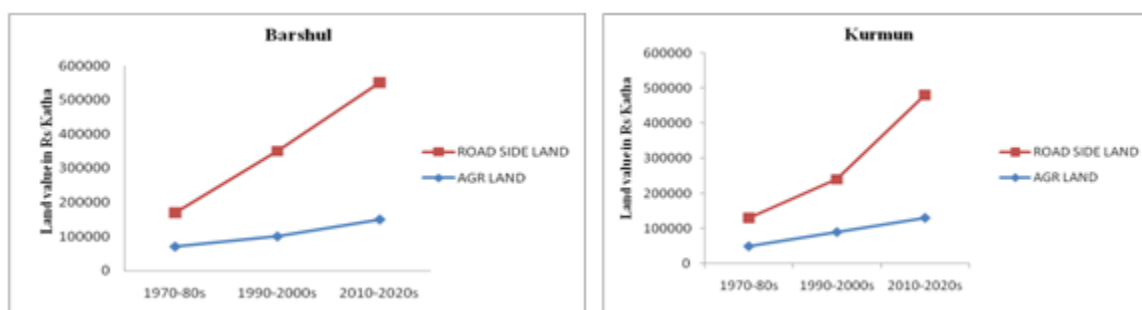 Barshul
Land value in Rs/Katha
600000
500000
400000
300000
200000
100000
0
1970-80s 1990-2000s 2010-2020s
ROAD SIDE LAND
AGR LAND
Kurmun
Land value in Rs/Katha
600000
500000
400000
300000
200000
100000
0
1970-80s 1990-2000s 2010-2020s
ROAD SIDE LAND
AGR LAND